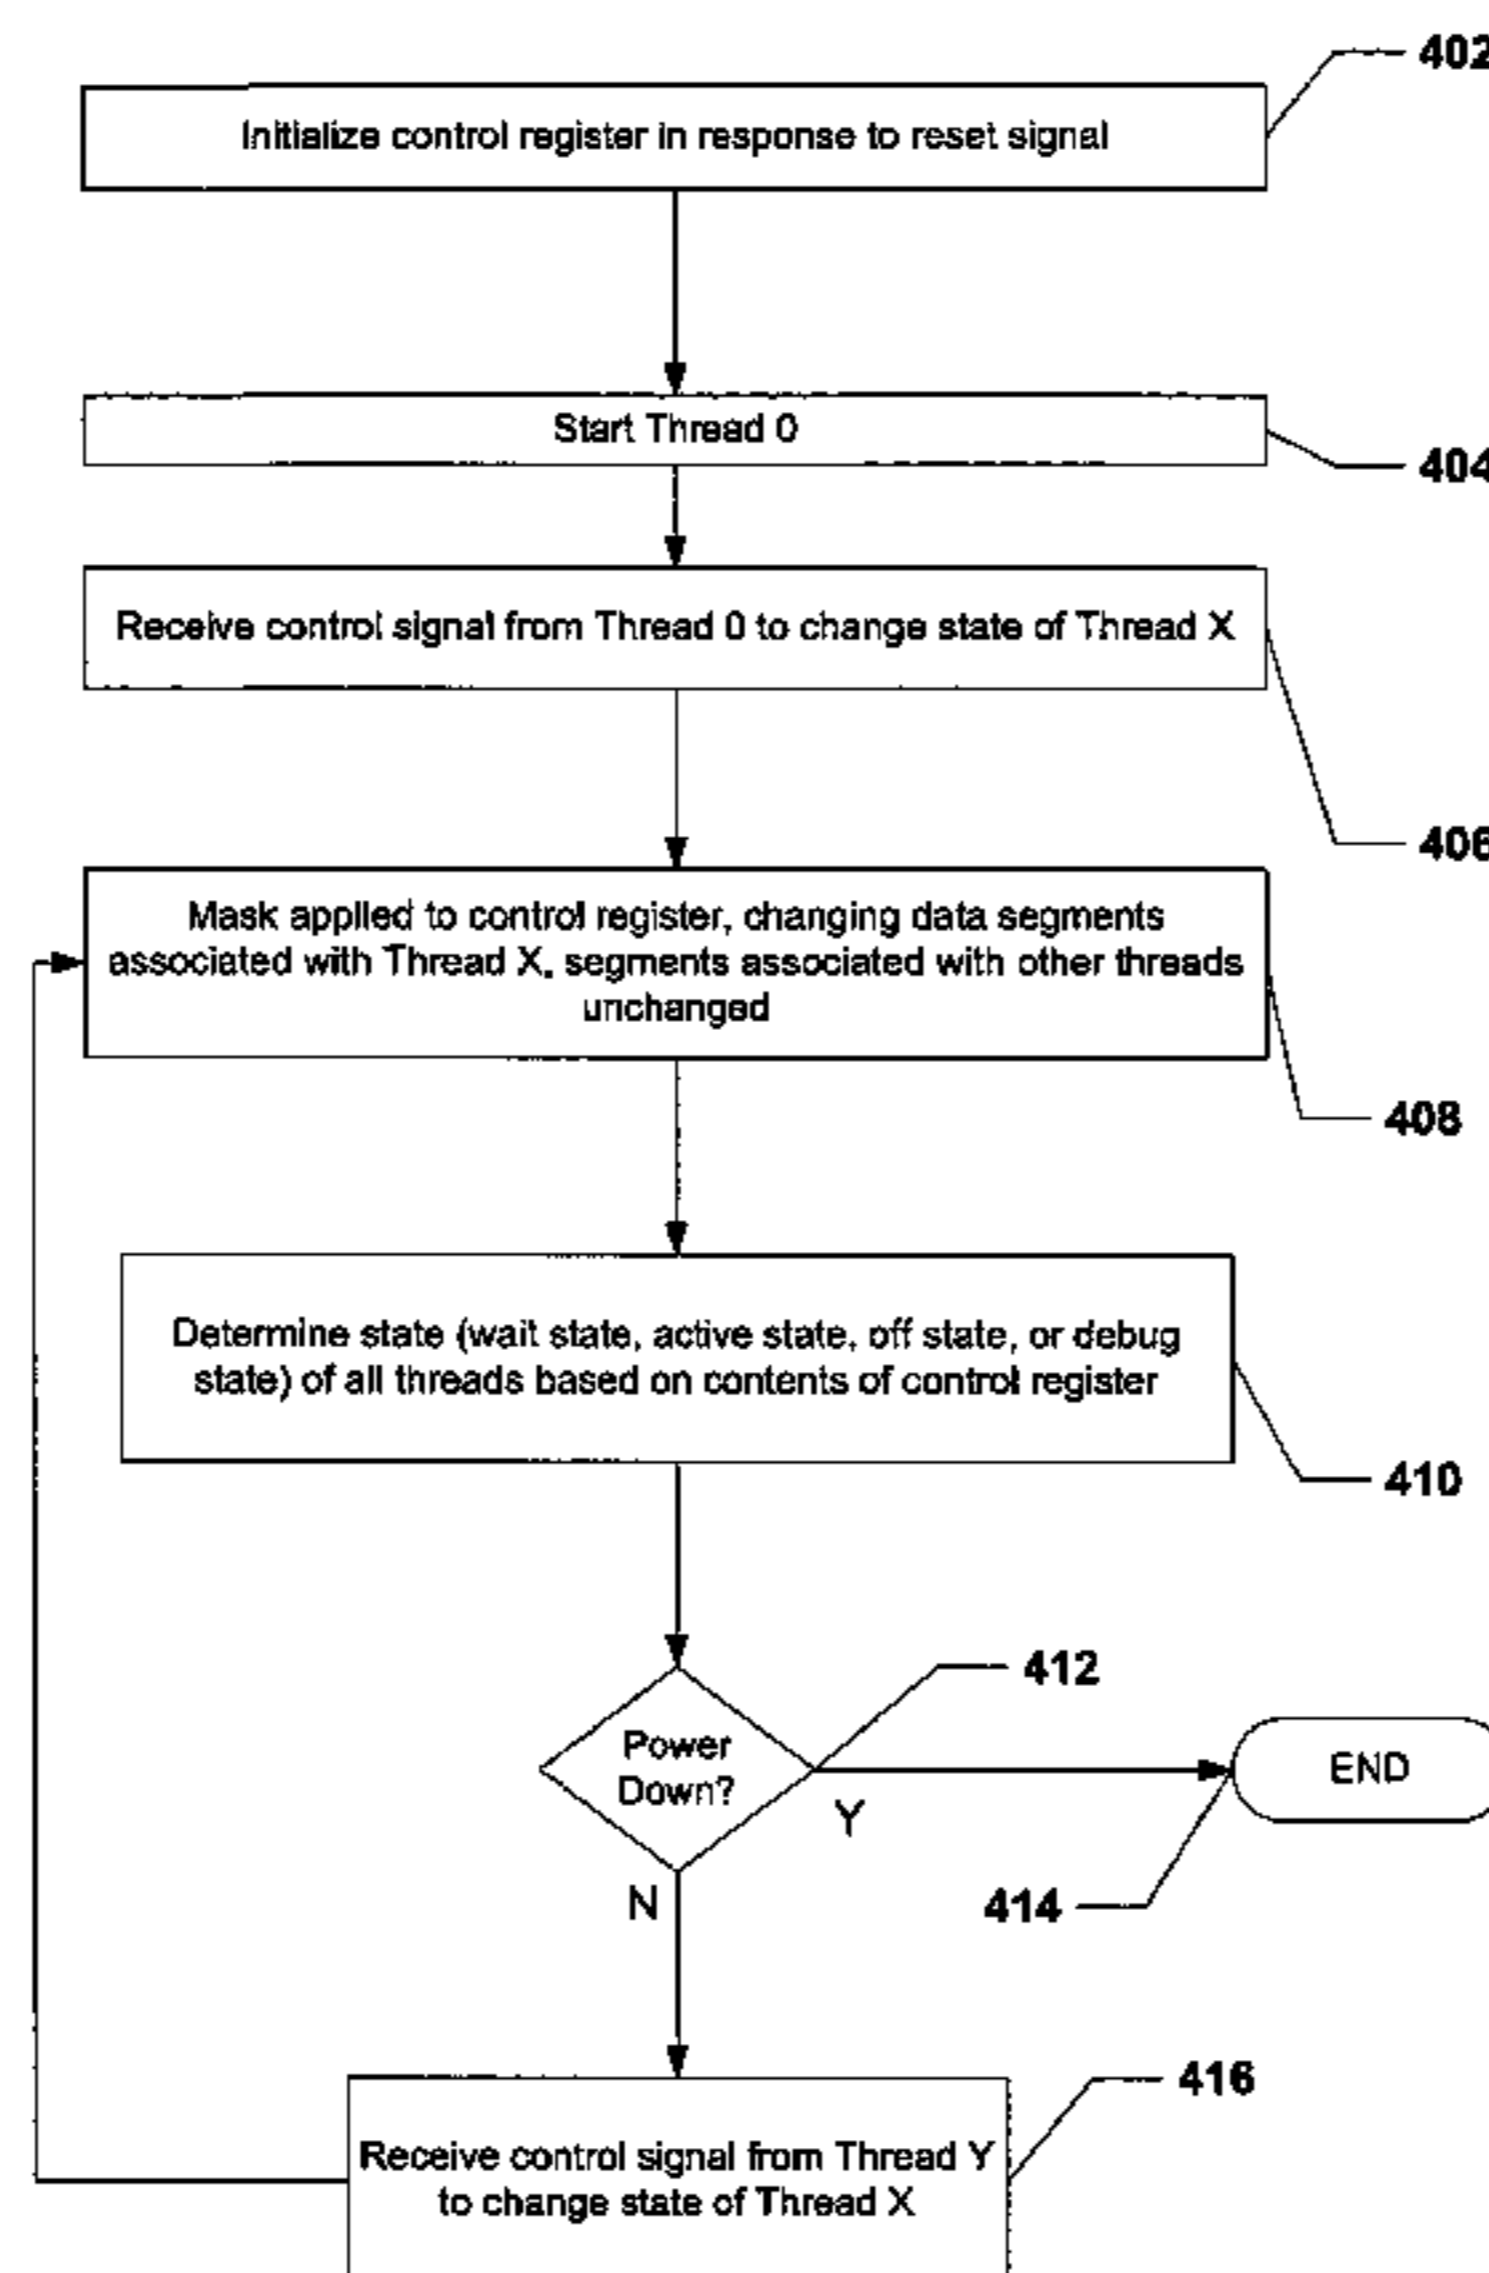 402
Initialize control register in response to reset signal
Start Thread 0
404
Receive control signal from Thread 0 to change state of Thread X
406
Mask applied to control register, changing data segments
associated with Thread X, segments associated with other threads
unchanged
408
Determine state (wait state, active state, off state, or debug
state) of all threads based on contents of control register
410
412
Power
Down?
Y
END
N
414
416
Receive control signal from Thread Y
to change state of Thread X